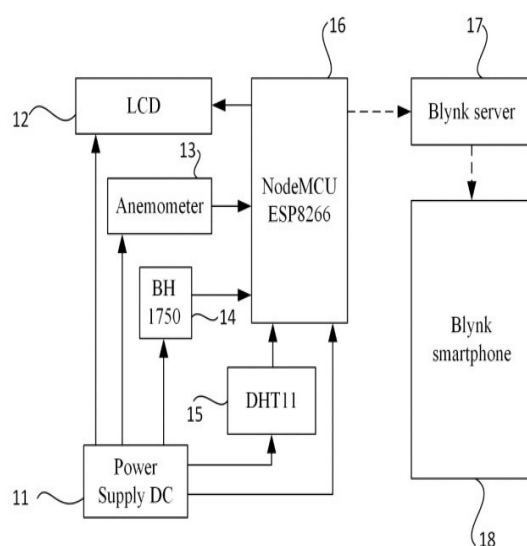 16
17
12
LCD
Blynk server
13
NodeMCU
ESP8266
Anemometer
BH
1750
14
Blynk
smartphone
15
DHT11
Power
Supply DC
11
18